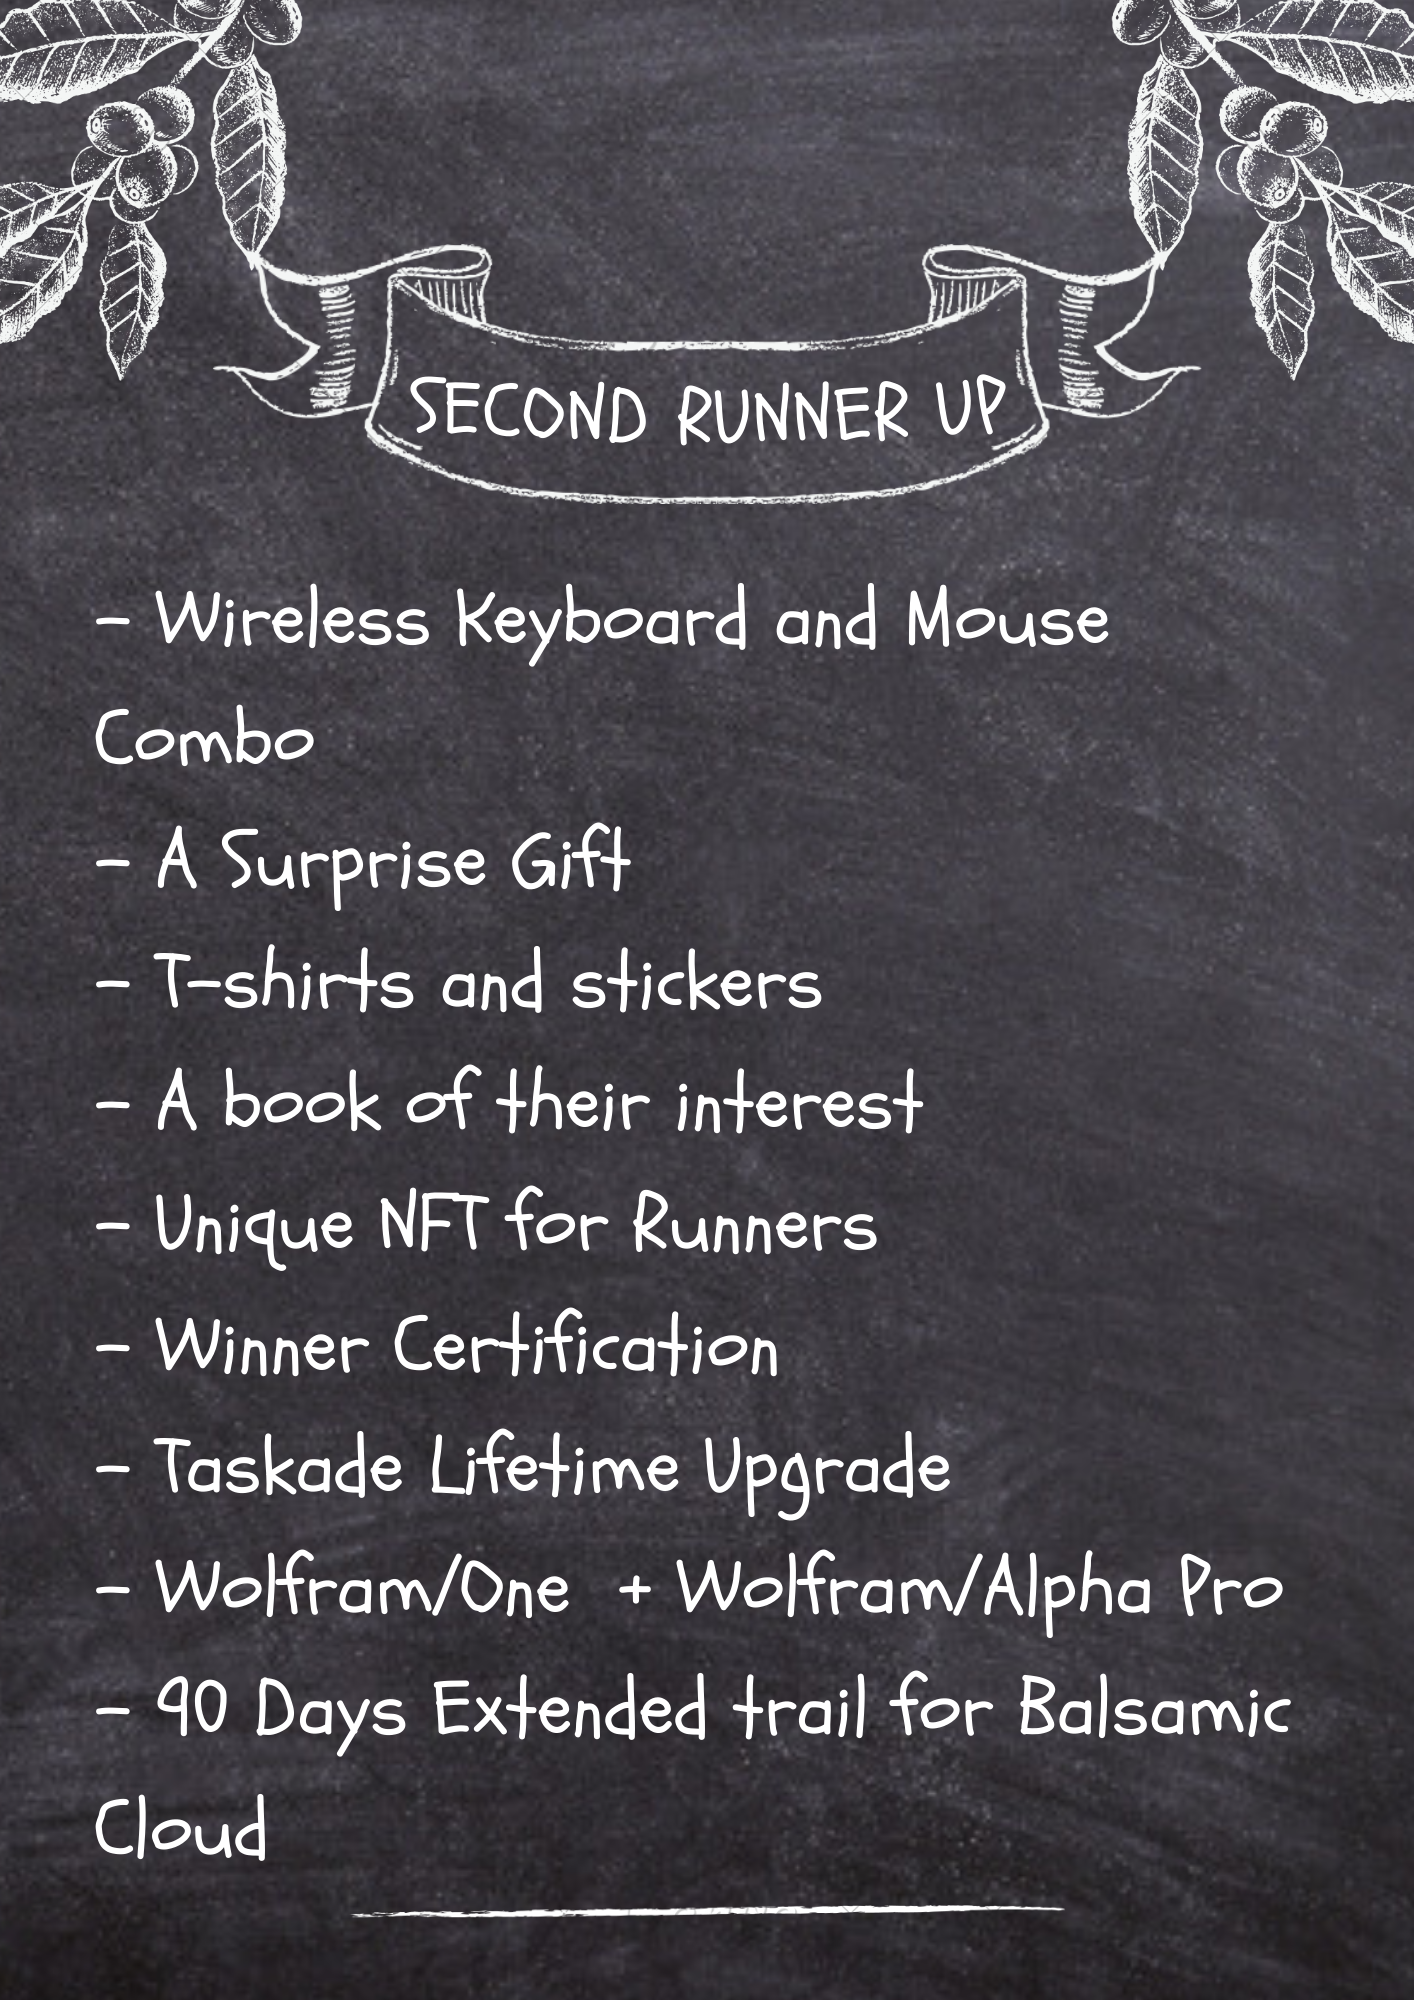 SECOND RUNNER UP
- Wireless Keyboard and Mouse
Combo
- A Surprise Gift
- T-shirts and stickers
- A book of their interest
- Unique NFT for Runners
- Winner Certification
- Taskade Lifetime Upgrade
- Wolfram/One + Wolfram/Alpha Pro
- 90 Days Extended trail for Balsamic
Cloud